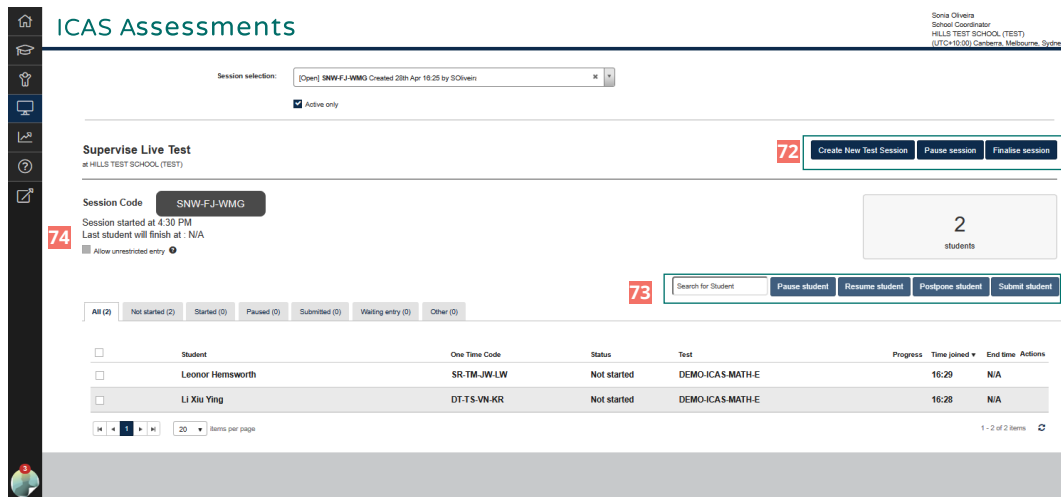 ICAS Assessments
Sonia Oliveira
School Coordinator
HILLS TEST SCHOOL (TEST)
(UTC+10:00) Canberra, Melbourne, Sydne
Session selection:
[Open] SNW-FJ-WMG Created 28th Apr 16:25 by SOlivein
Active only
Supervise Live Test
at HILLS TEST SCHOOL (TEST)
72
Create New Test Session Pause session Finalise session
Session Code SNW-FJ-WMG
Session started at 4:30 PM
74
Last student will finish at : N/A
Allow unrestricted entry ?
2
students
73
Search for Student Pause student Resume student Postpone student Submit student
All (2) Not started (2) Started (0) Paused (0) Submitted (0) Waiting entry (0) Other (0)
Student One Time Code Status Test Progress Time joined End time Actions
Leonor Hemsworth SR-TM-JW-LW Not started DEMO-ICAS-MATH-E 16:29 N/A
Li Xiu Ying DT-TS-VN-KR Not started DEMO-ICAS-MATH-E 16:28 N/A
1 20 items per page 1 - 2 of 2 items
3